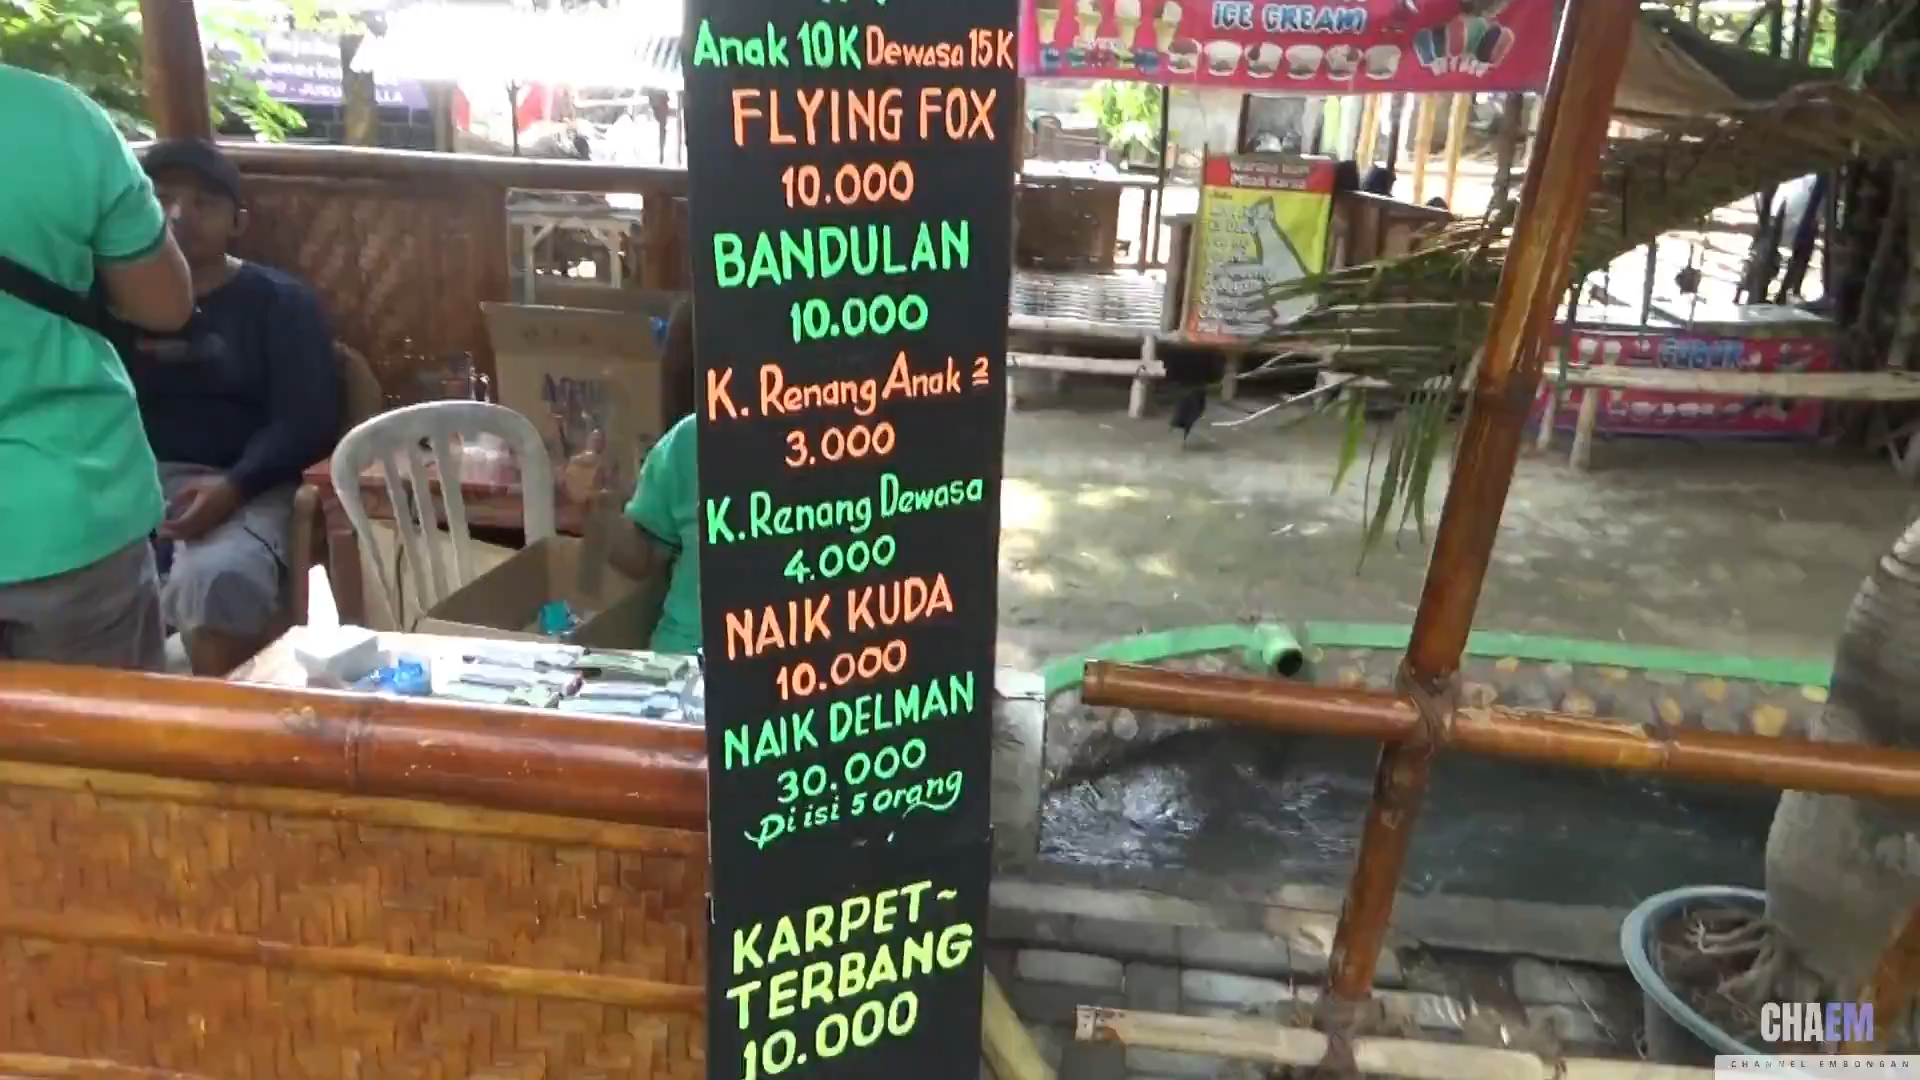 ICE CREAM
Anak 10K Dewasa 15K
FLYING FOX
10.000
BANDULAN
10.000
K. Renang Anak 2
3.000
K. Renang Dewasa
4.000
NAIK KUDA
10.000
NAIK DELMAN
30.000
Di isi 5 orang
KARPET~
TERBANG
10.000
CHAEM
CHANNEL EMBONGAN